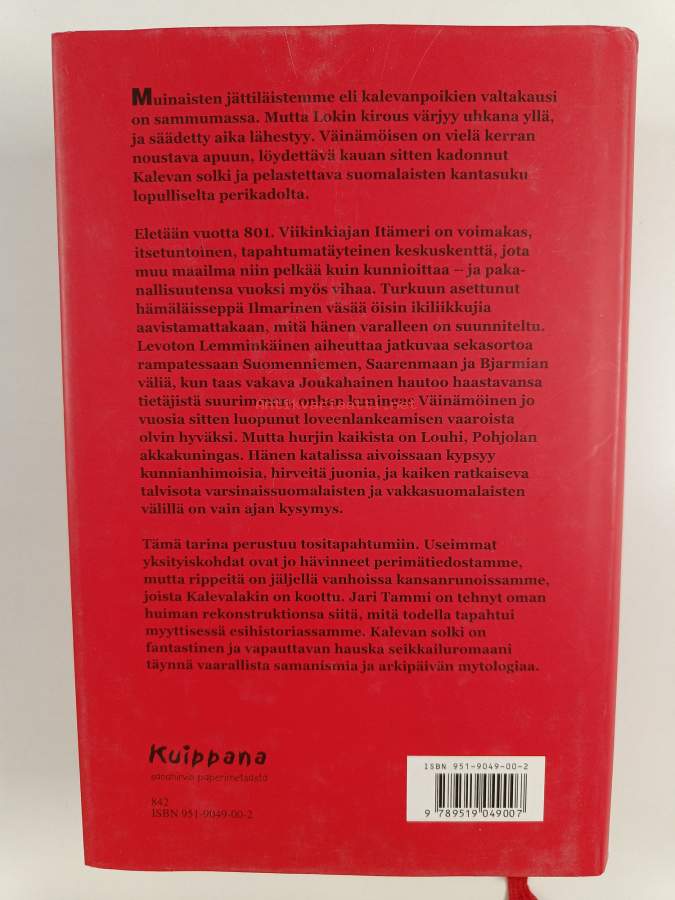 Muinaisten jättiläistemme eli kalevanpoikien valtakausi
on sammumassa. Mutta Lokin kirous värjyy uhkana yllä,
ja säädetty aika lähestyy. Väinämöisen on vielä kerran
noustava apuun, löydettävä kauan sitten kadonnut
Kalevan solki ja pelastettava suomalaisten kantasuku
lopulliselta perikadolta.
Eletään vuotta 801. Viikinkiajan Itämeri on voimakas,
itsetuntoinen, tapahtumatäyteinen keskuskenttä, jota
muu maailma niin pelkää kuin kunnioittaa – ja paka-
nallisuutensa vuoksi myös vihaa. Turkuun asettunut
hämäläisseppä Ilmarinen väsää öisin ikiliikkujia
aavistamattakaan, mitä hänen varalleen on suunniteltu.
Levoton Lemminkäinen aiheuttaa jatkuvaa sekasortoa
rampatessaan Suomenniemen, Saarenmaan ja Bjarmian
väliä, kun taas vakava Joukahainen hautoo haastavansa
tietäjistä suurimman, onhan kuningas Väinämöinen jo
Antikvariaatti.net
vuosia sitten luopunut loveenlankeamisen vaaroista
olvin hyväksi. Mutta hurjin kaikista on Louhi, Pohjolan
akkakuningas. Hänen katalissa aivoissaan kypsyy
kunnianhimoisia, hirveitä juonia, ja kaiken ratkaiseva
talvisota varsinaissuomalaisten ja vakkasuomalaisten
välillä on vain ajan kysymys.
Tämä tarina perustuu tositapahtumiin. Useimmat
yksityiskohdat ovat jo hävinneet perimätiedostamme,
mutta rippeitä on jäljellä vanhoissa kansanrunoissamme,
joista Kalevalakin on koottu. Jari Tammi on tehnyt oman
huiman rekonstruktionsa siitä, mitä todella tapahtui
myyttisessä esihistoriassamme. Kalevan solki on
fantastinen ja vapauttavan hauska seikkailuromaani
täynnä vaarallista samanismia ja arkipäivän mytologiaa.
Kuippana
sanahirviö paperimetsästä
842
ISBN 951-9049-00-2
ISBN 951-9049-00-2
9 789519 049007